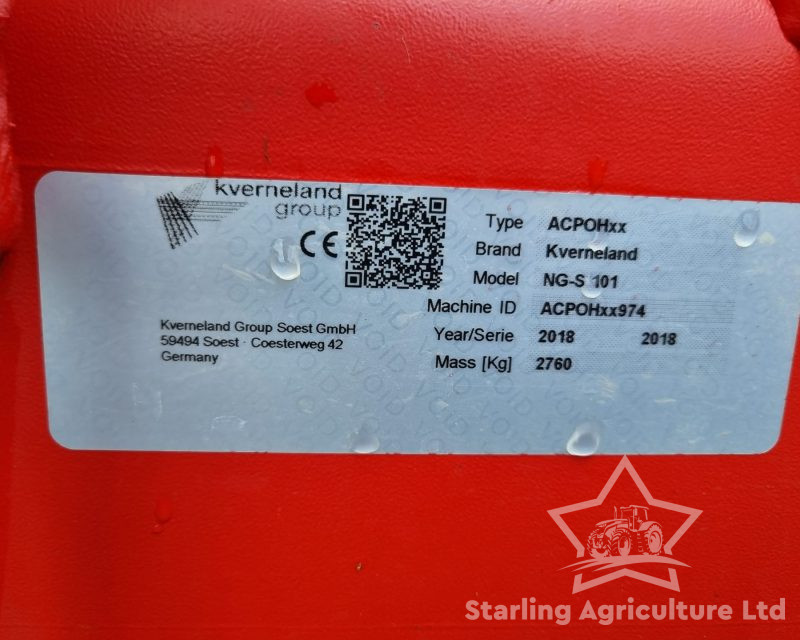 kverneland
group
CE
Type ACPOHxx
Brand Kverneland
Model NG-S 101
Machine ID ACPOHxx974
Year/Serie 2018 2018
Mass [Kg] 2760
Kverneland Group Soest GmbH
59494 Soest · Coesterweg 42
Germany
Starling Agriculture Ltd